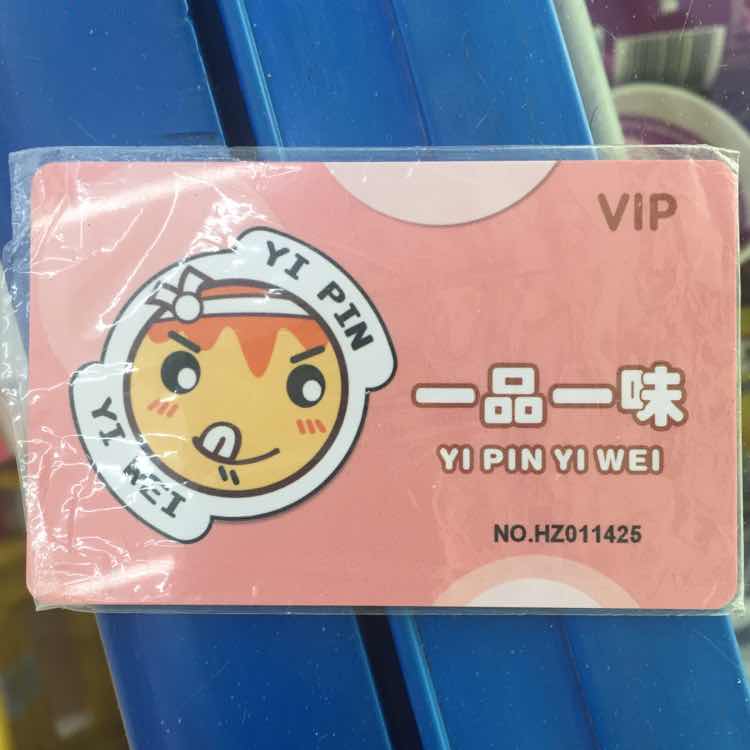 VIP
YI PIN
YI WEI
一品一味
YI PIN YI WEI
NO.HZ011425